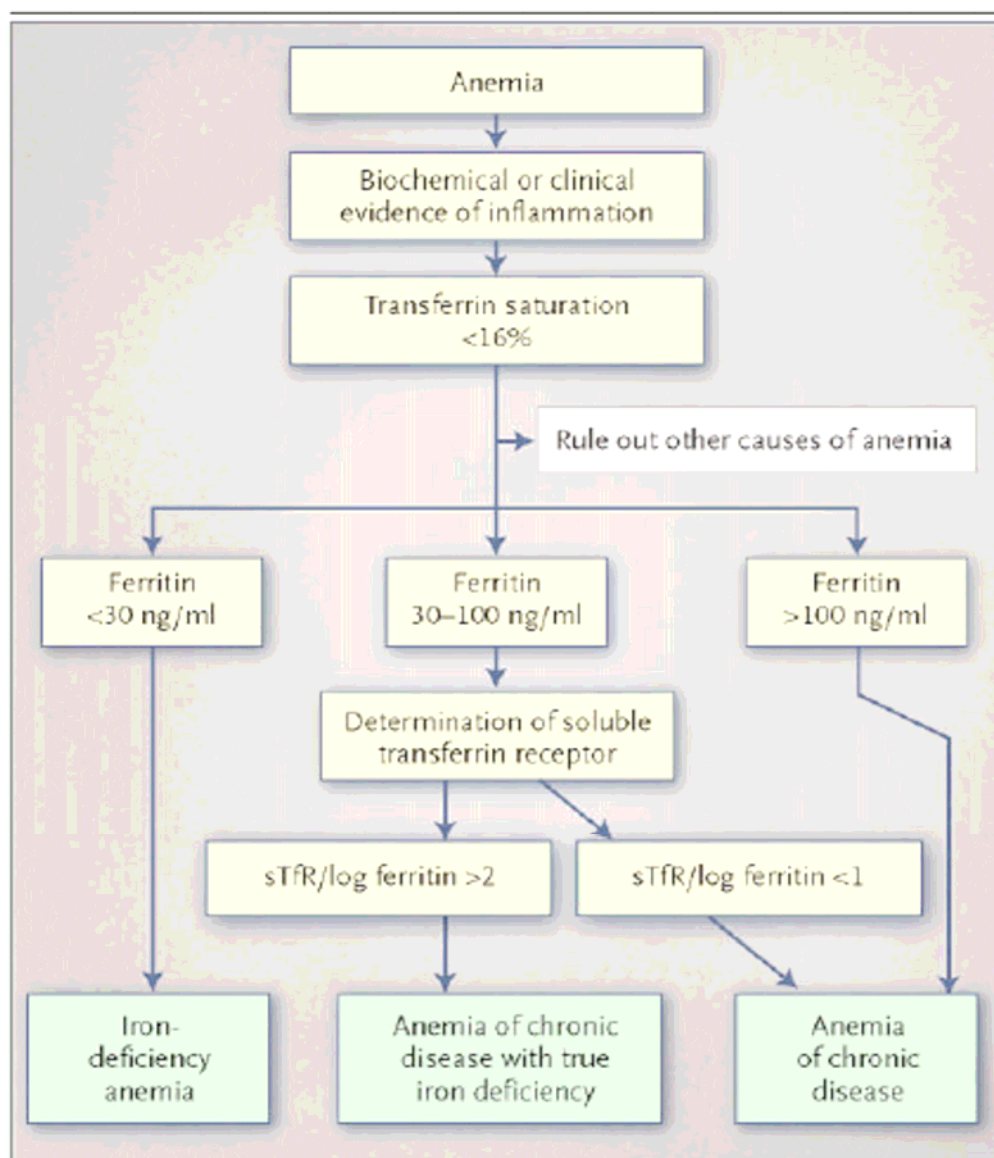 Anemia
Biochemical or clinical
evidence of inflammation
Transferrin saturation
<16%
Rule out other causes of anemia
Ferritin
<30 ng/ml
Ferritin
30–100 ng/ml
Ferritin
>100 ng/ml
Determination of soluble
transferrin receptor
sTfR/log ferritin >2
sTfR/log ferritin <1
Iron-
deficiency
anemia
Anemia of chronic
disease with true
iron deficiency
Anemia
of chronic
disease